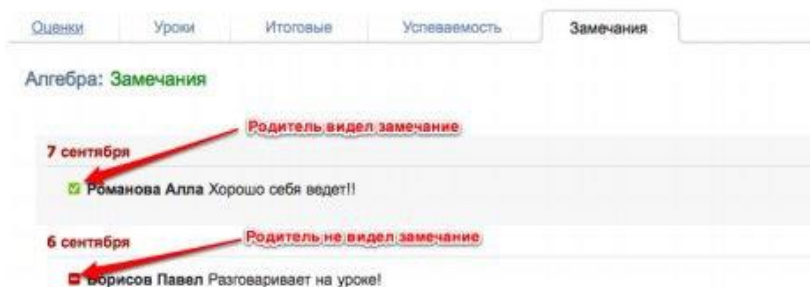 Оценки Уроки Итоговые Успеваемость Замечания
Алгебра: Замечания
Родитель видел замечание
7 сентября
Романова Алла Хорошо себя ведет!!
6 сентября Родитель не видел замечание
Борисов Павел Разговаривает на уроке!